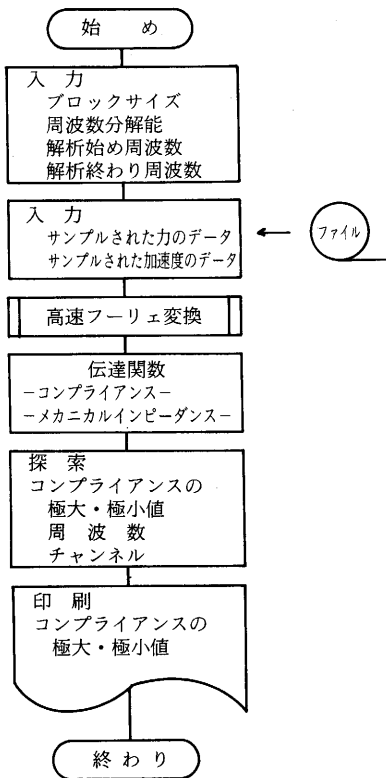 始　め
入　力
ブロックサイズ
周波数分解能
解析始め周波数
解析終わり周波数
入　力
サンプルされた力のデータ
サンプルされた加速度のデータ
ファイル
高速フーリェ変換
伝達関数
−コンプライアンス−
−メカニカルインピーダンス−
探　索
コンプライアンスの
極大・極小値
周　波　数
チャンネル
印　刷
コンプライアンスの
極大・極小値
終わり